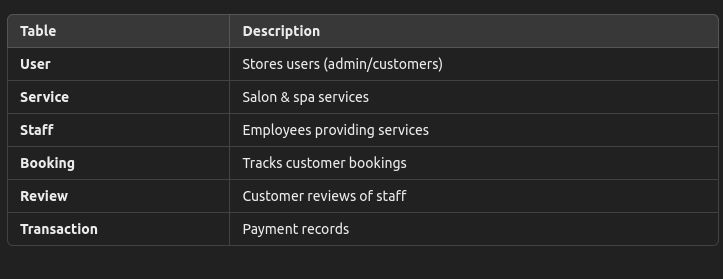 Table Description
User Stores users (admin/customers)
Service Salon & spa services
Staff Employees providing services
Booking Tracks customer bookings
Review Customer reviews of staff
Transaction Payment records